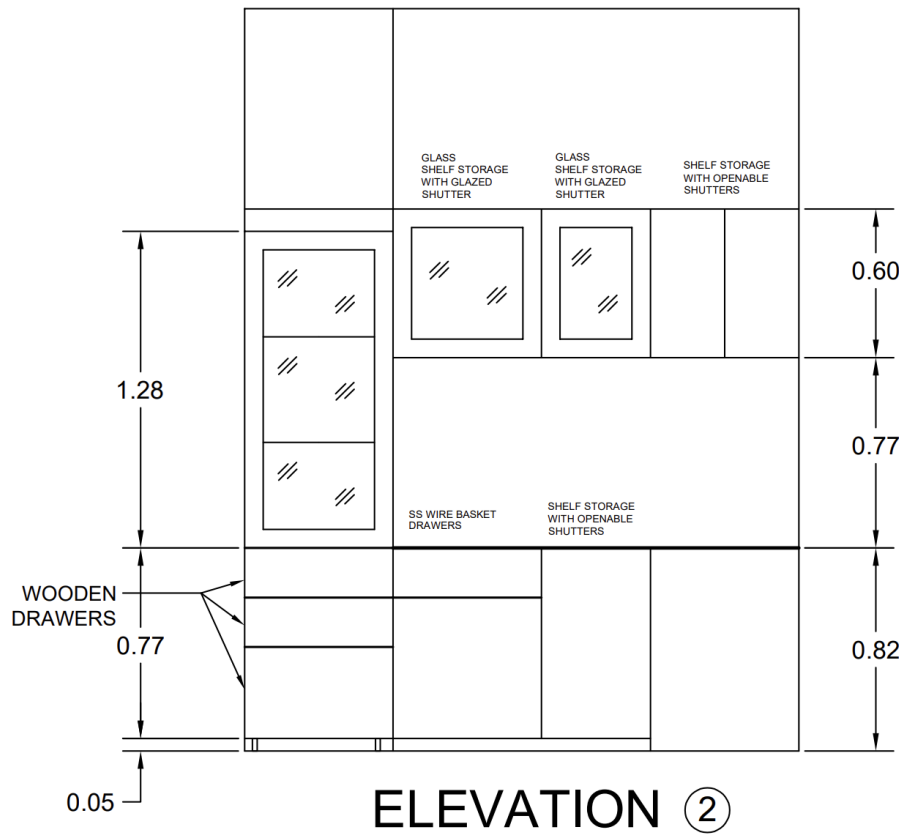 GLASS
SHELF STORAGE
WITH GLAZED
SHUTTER
GLASS
SHELF STORAGE
WITH GLAZED
SHUTTER
SHELF STORAGE
WITH OPENABLE
SHUTTERS
0.60
1.28
0.77
SS WIRE BASKET
DRAWERS
SHELF STORAGE
WITH OPENABLE
SHUTTERS
WOODEN
DRAWERS
0.77
0.82
0.05
ELEVATION 2